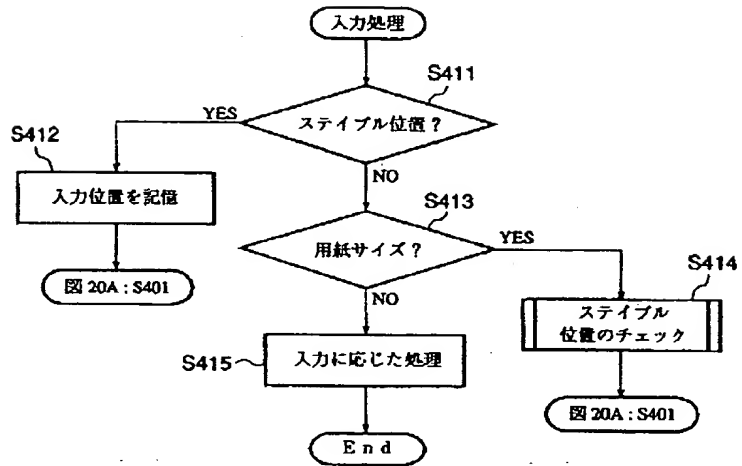 入力処理
S411
ステイブル位置？
YES
S412
入力位置を記憶
NO
S413
用紙サイズ？
YES
図 20A : S401
S414
NO
ステイブル
位置のチェック
S415
入力に応じた処理
図 20A : S401
End